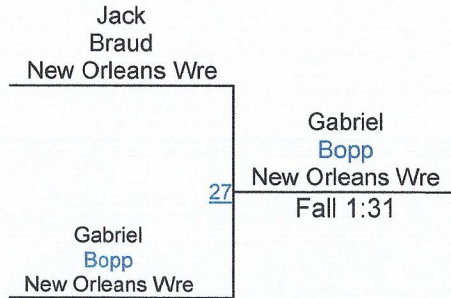 Jack
Braud
New Orleans Wre
Gabriel
Bopp
New Orleans Wre
27
Fall 1:31
Gabriel
Bopp
New Orleans Wre